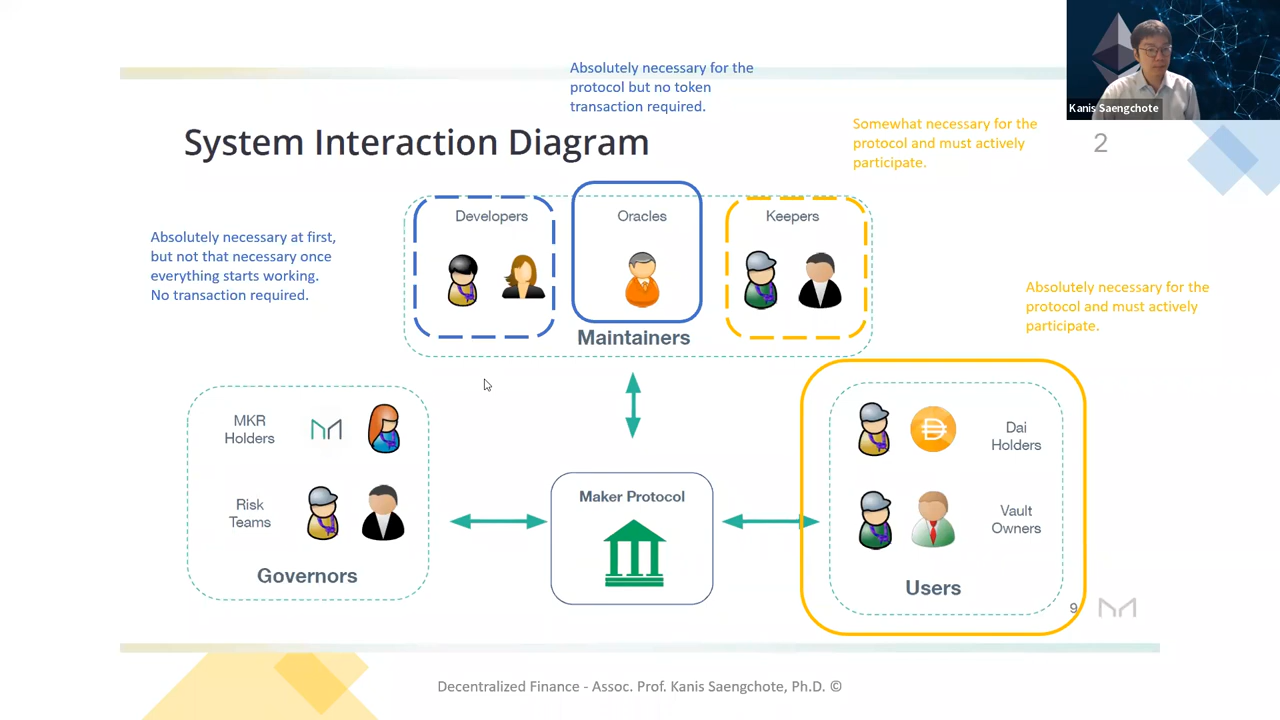 Absolutely necessary for the
protocol but no token
transaction required.
Kanis Saengchote
System Interaction Diagram
Somewhat necessary for the
protocol and must actively
participate.
2
Developers
Oracles
Keepers
Absolutely necessary at first,
but not that necessary once
everything starts working.
No transaction required.
Absolutely necessary for the
protocol and must actively
participate.
Maintainers
MKR
Holders
Risk
Teams
Governors
Maker Protocol
Dai
Holders
Vault
Owners
Users
9
Decentralized Finance - Assoc. Prof. Kanis Saengchote, Ph.D. ©